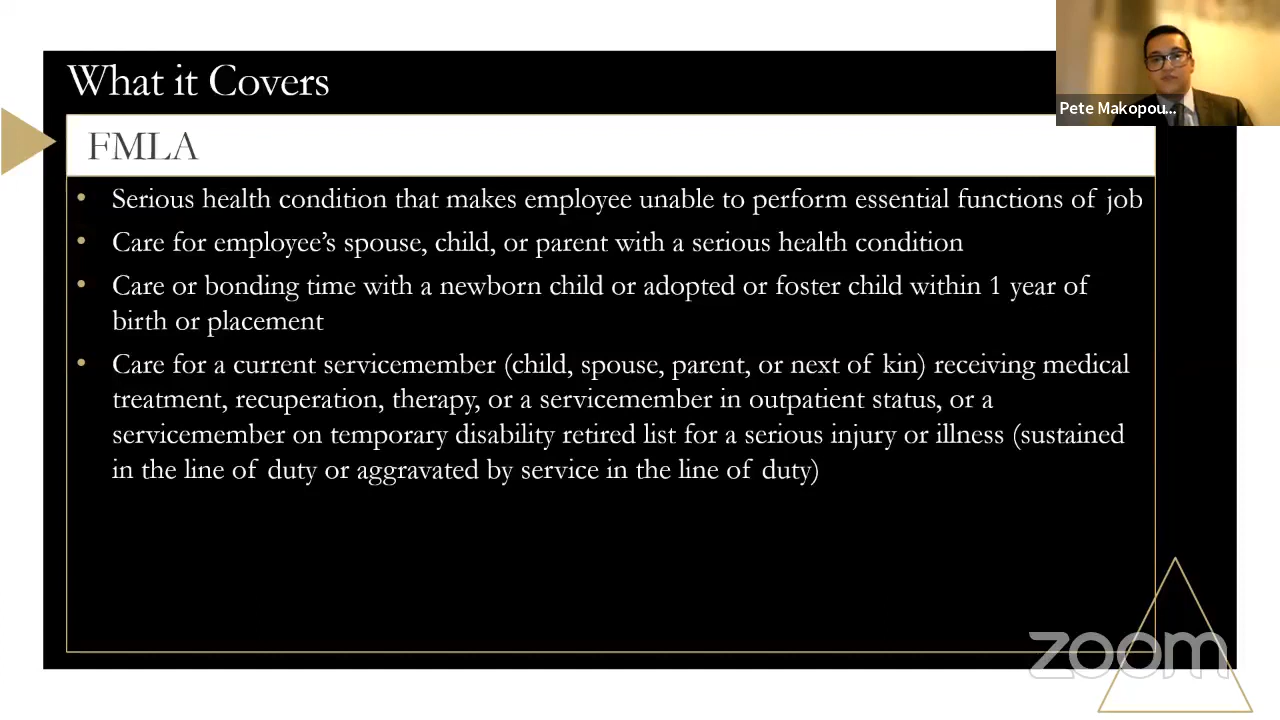 What it Covers
Pete Makopou...
FMLA
• Serious health condition that makes employee unable to perform essential functions of job
• Care for employee’s spouse, child, or parent with a serious health condition
• Care or bonding time with a newborn child or adopted or foster child within 1 year of
birth or placement
• Care for a current servicemember (child, spouse, parent, or next of kin) receiving medical
treatment, recuperation, therapy, or a servicemember in outpatient status, or a
servicemember on temporary disability retired list for a serious injury or illness (sustained
in the line of duty or aggravated by service in the line of duty)
zoom